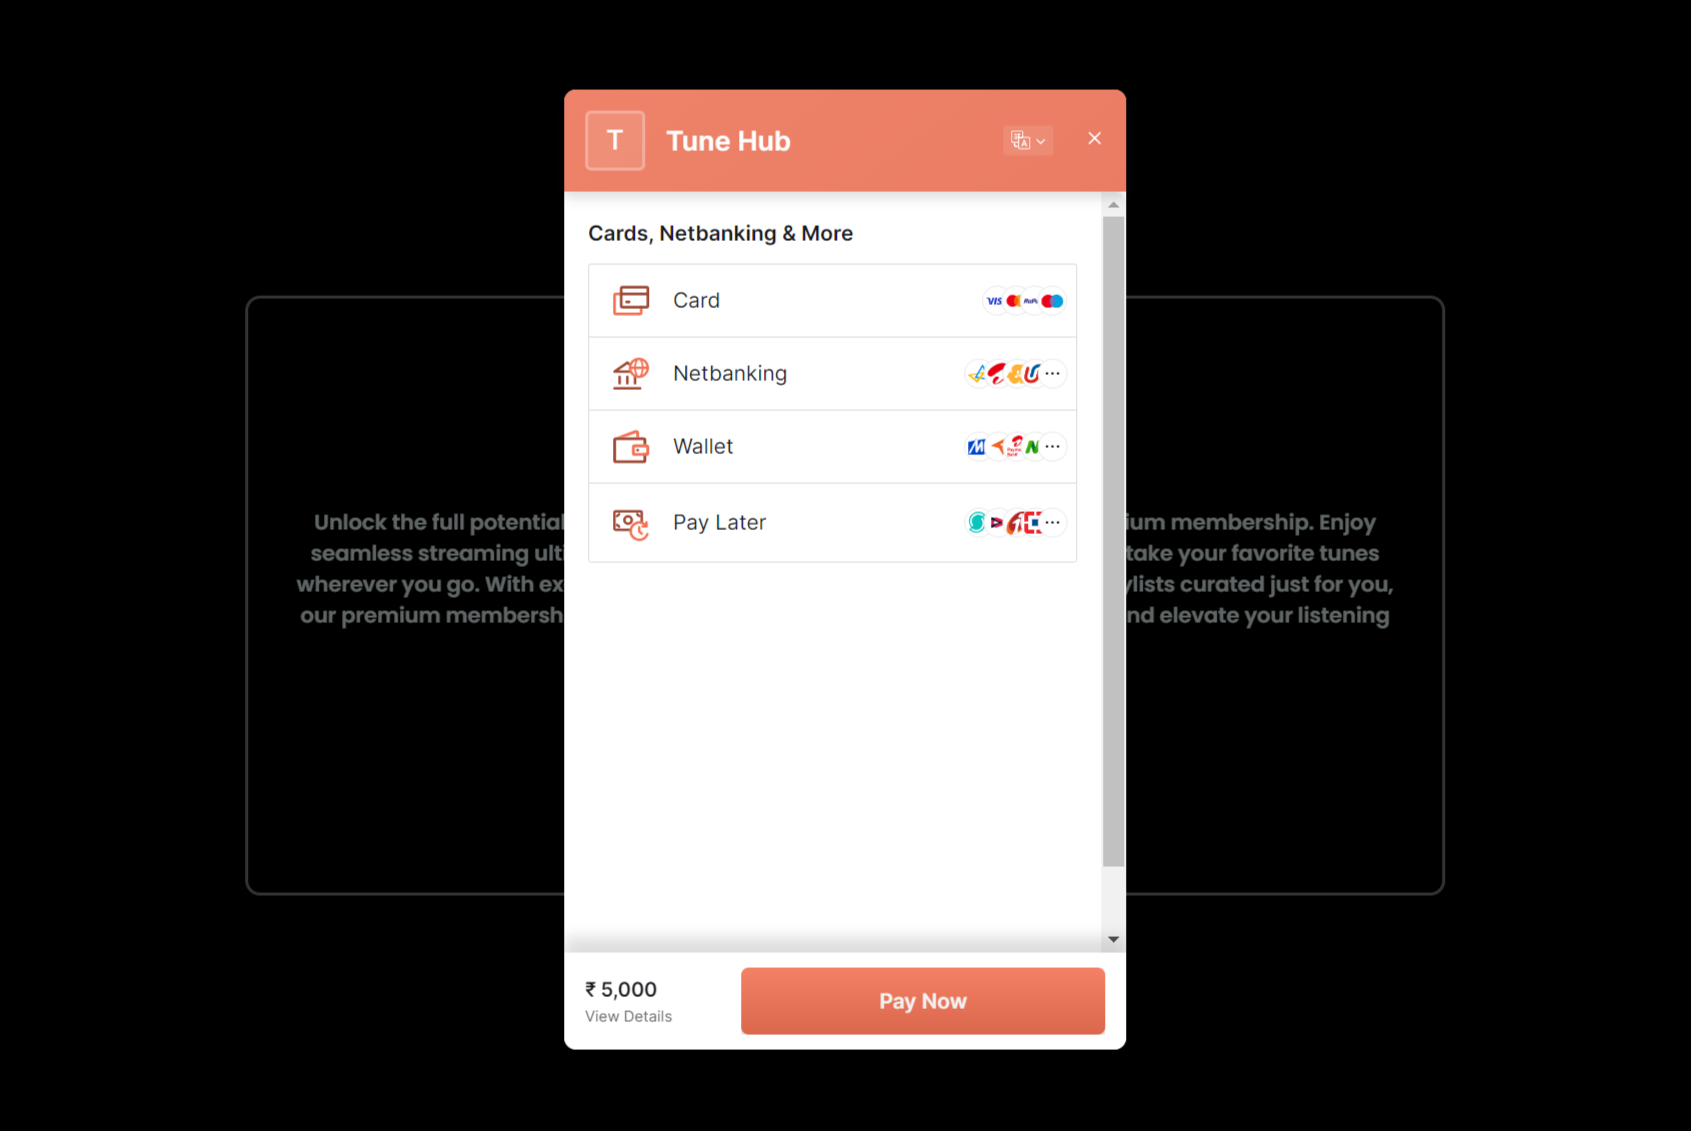 T
Tune Hub
Cards, Netbanking & More
Card
VIS
Netbanking
Wallet
Pay Later
Unlock the full potential
ium membership. Enjoy
seamless streaming ulti
take your favorite tunes
wherever you go. With ex
ylists curated just for you,
our premium membersh
nd elevate your listening
₹ 5,000
View Details
Pay Now